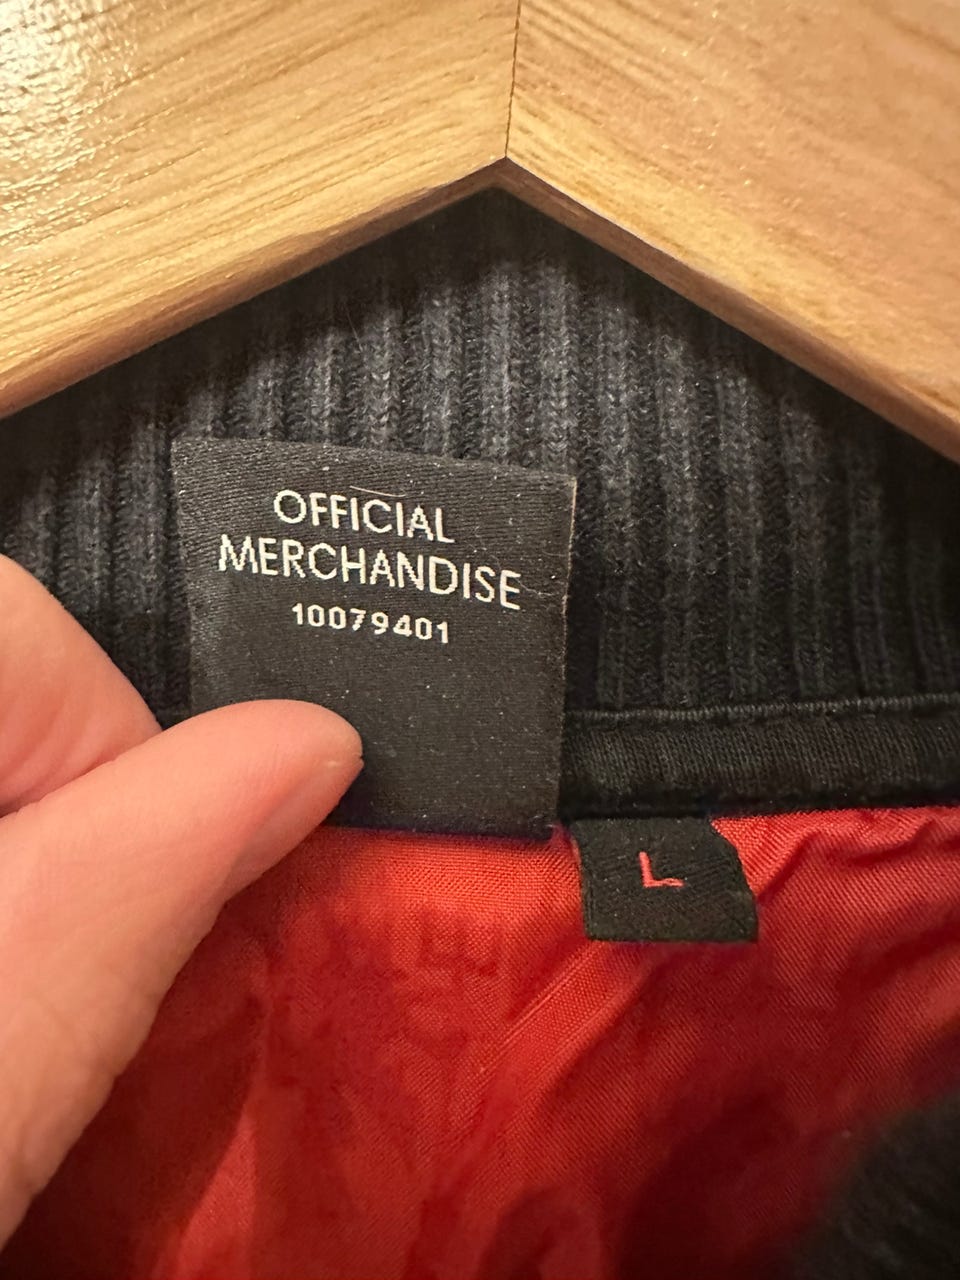 OFFICIAL
MERCHANDISE
10079401
L